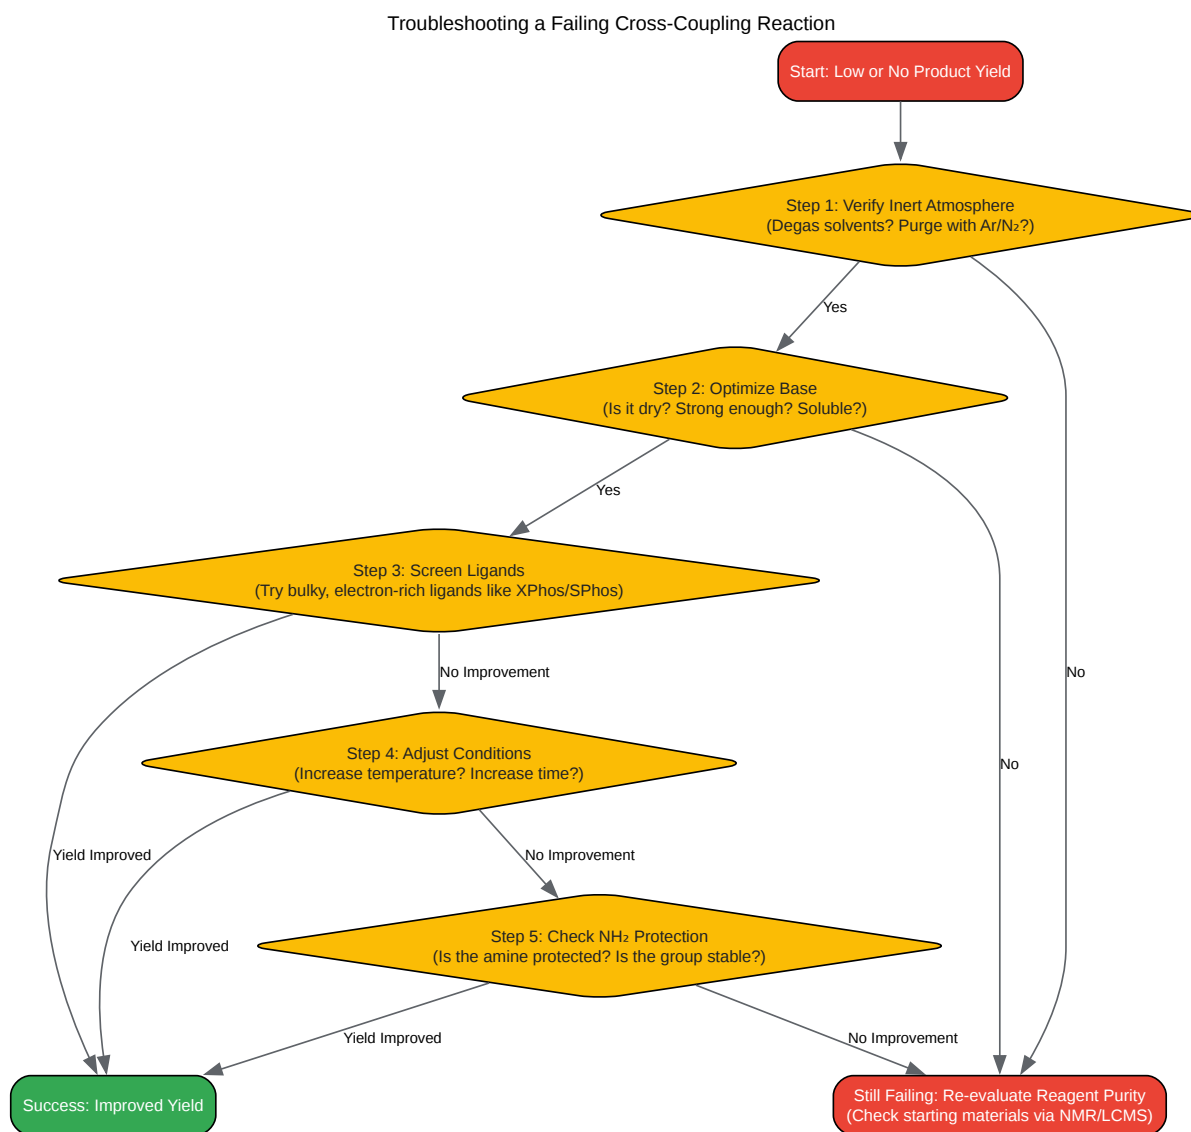 Troubleshooting a Failing Cross-Coupling Reaction
Start: Low or No Product Yield
Step 1: Verify Inert Atmosphere
(Degas solvents? Purge with Ar/N₂?)
Yes
Step 2: Optimize Base
(Is it dry? Strong enough? Soluble?)
Yes
Step 3: Screen Ligands
(Try bulky, electron-rich ligands like XPhos/SPhos)
No Improvement
No
Step 4: Adjust Conditions
(Increase temperature? Increase time?)
No
Yield Improved
No Improvement
Step 5: Check NH₂ Protection
(Is the amine protected? Is the group stable?)
Yield Improved
Yield Improved
No Improvement
Success: Improved Yield
Still Failing: Re-evaluate Reagent Purity
(Check starting materials via NMR/LCMS)